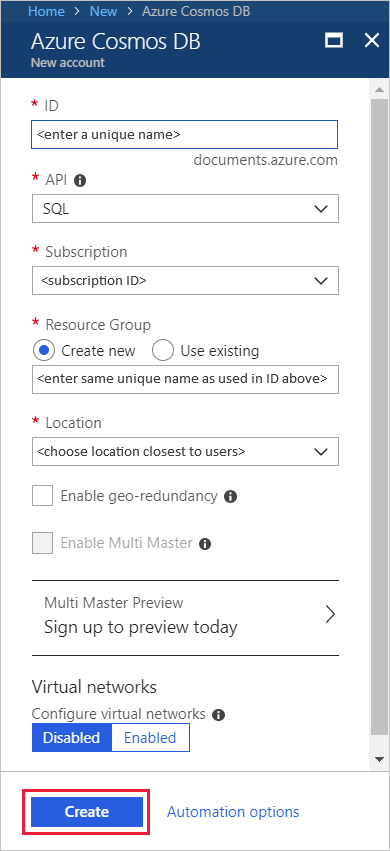 Home > New > Azure Cosmos DB
Azure Cosmos DB
New account
* ID
<enter a unique name>
documents.azure.com
* API
SQL
* Subscription
<subscription ID>
* Resource Group
Create new Use existing
<enter same unique name as used in ID above>
* Location
<choose location closest to users>
Enable geo-redundancy
Enable Multi Master
Multi Master Preview
Sign up to preview today
Virtual networks
Configure virtual networks
Disabled Enabled
Create Automation options